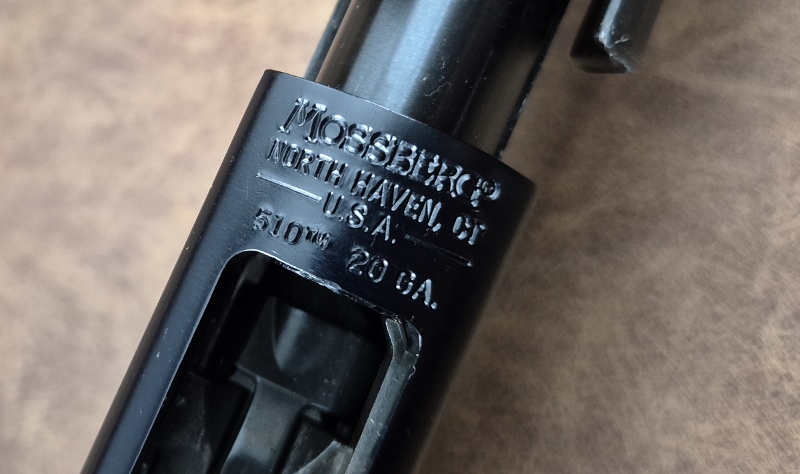 MOSSBERG®
NORTH HAVEN, CT
U.S.A.
510™ 20 GA.